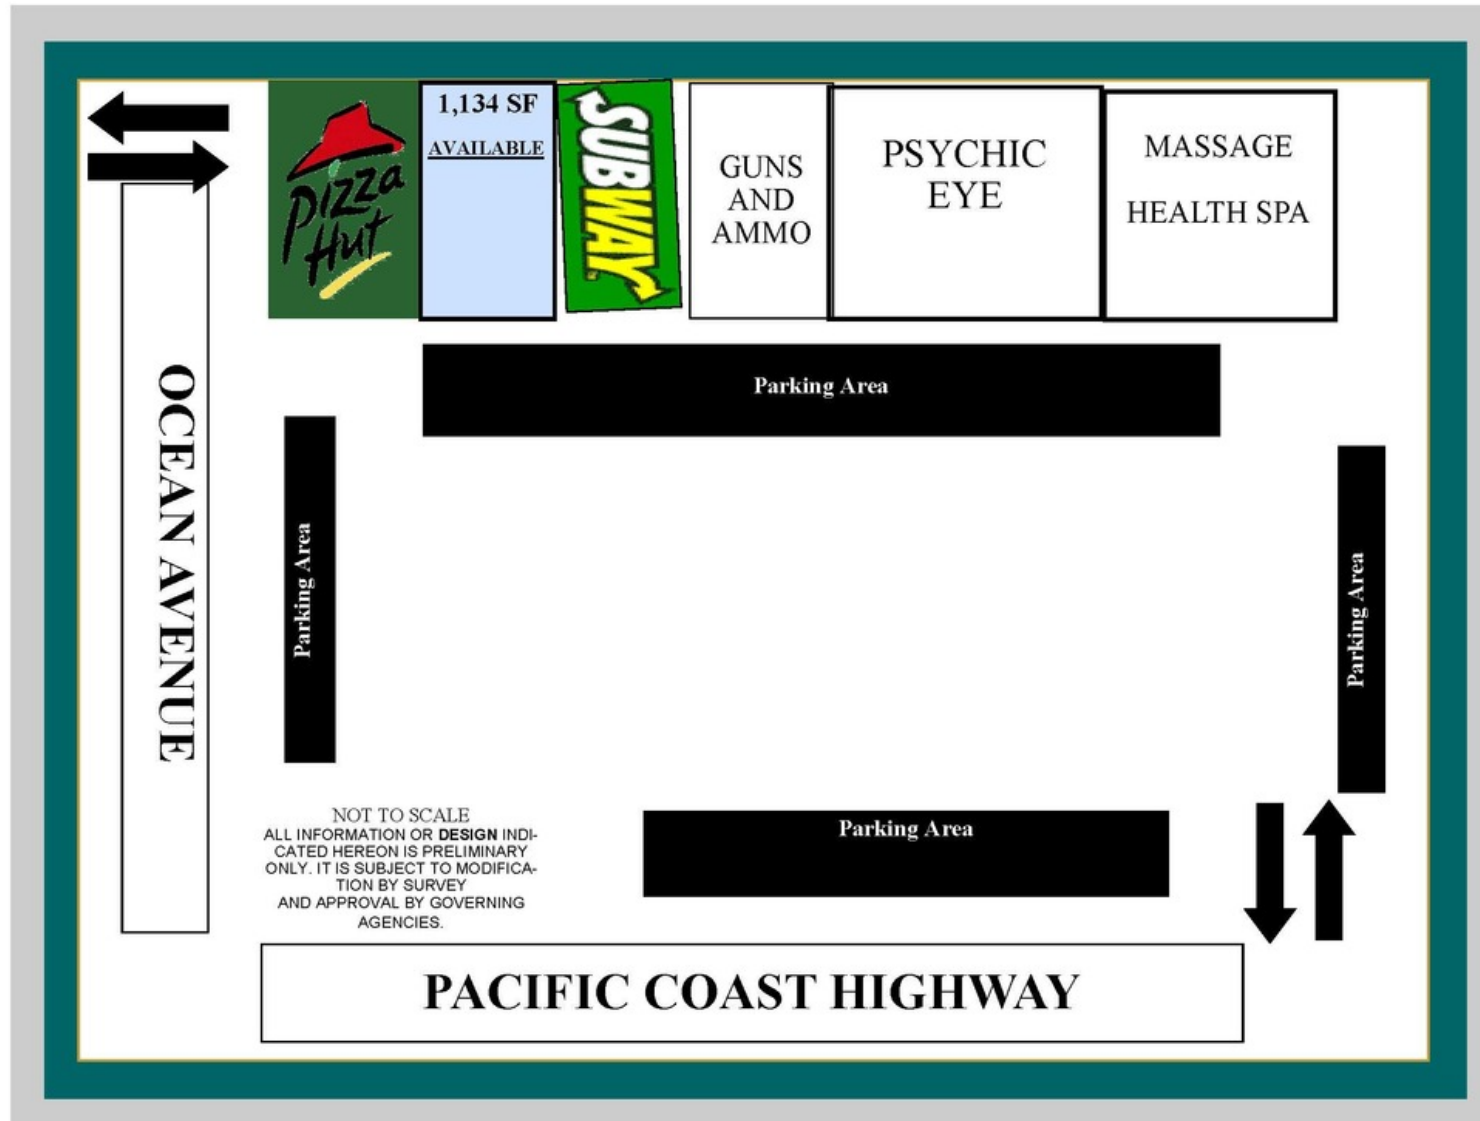 Pizza
Hut
1,134 SF
AVAILABLE
SUBWAY
GUNS
AND
AMMO
PSYCHIC
EYE
MASSAGE
HEALTH SPA
Parking Area
OCEAN AVENUE
Parking Area
Parking Area
NOT TO SCALE
ALL INFORMATION OR DESIGN INDI-
CATED HEREON IS PRELIMINARY
ONLY. IT IS SUBJECT TO MODIFICA-
TION BY SURVEY
AND APPROVAL BY GOVERNING
AGENCIES.
Parking Area
PACIFIC COAST HIGHWAY